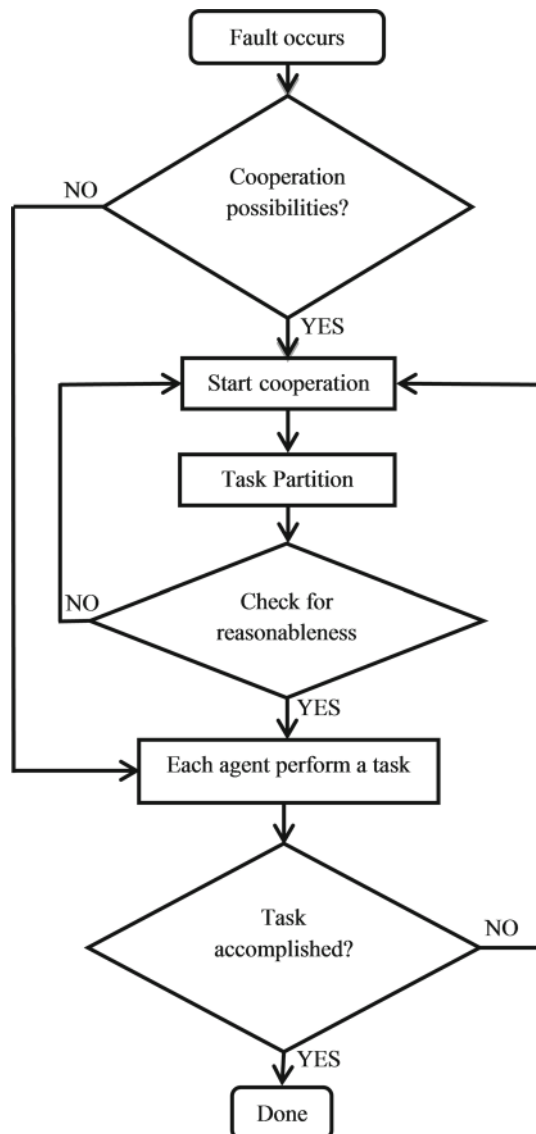 Fault occurs
Cooperation
possibilities?
NO
YES
Start cooperation
Task Partition
Check for
reasonableness
NO
YES
Each agent perform a task
Task
accomplished?
NO
YES
Done